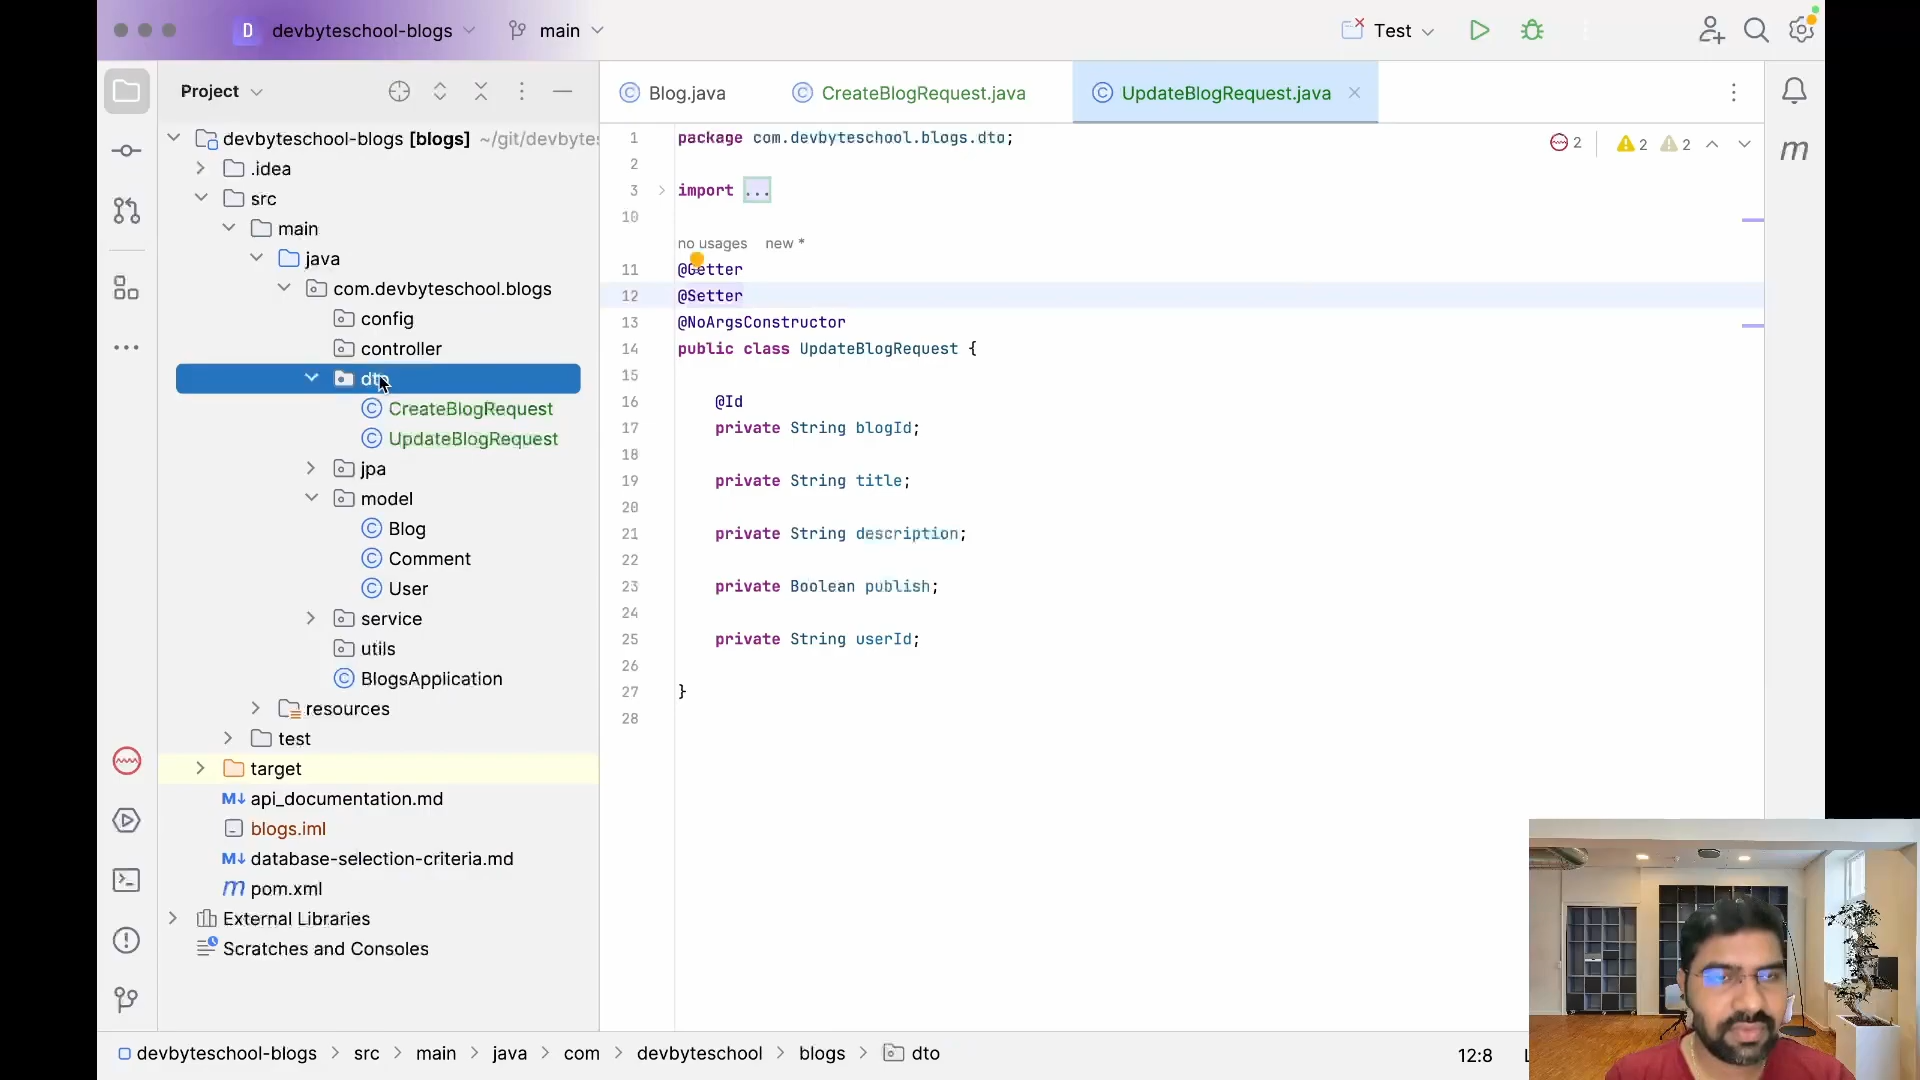 D devbyteschool-blogs main Test
Project
Blog.java CreateBlogRequest.java UpdateBlogRequest.java
devbyteschool-blogs [blogs] ~/git/devbytes
.idea
src
main
java
com.devbyteschool.blogs
config
controller
dto
CreateBlogRequest
UpdateBlogRequest
jpa
model
Blog
Comment
User
service
utils
BlogsApplication
resources
test
target
M↓ api_documentation.md
blogs.iml
M↓ database-selection-criteria.md
m pom.xml
External Libraries
Scratches and Consoles
2 2 2
m
1 package com.devbyteschool.blogs.dto;
2
3 import ...
10
no usages new *
11 @Getter
12 @Setter
13 @NoArgsConstructor
14 public class UpdateBlogRequest {
15
16 @Id
17 private String blogId;
18
19 private String title;
20
21 private String description;
22
23 private Boolean publish;
24
25 private String userId;
26
27 }
28
devbyteschool-blogs > src > main > java > com > devbyteschool > blogs > dto 12:8